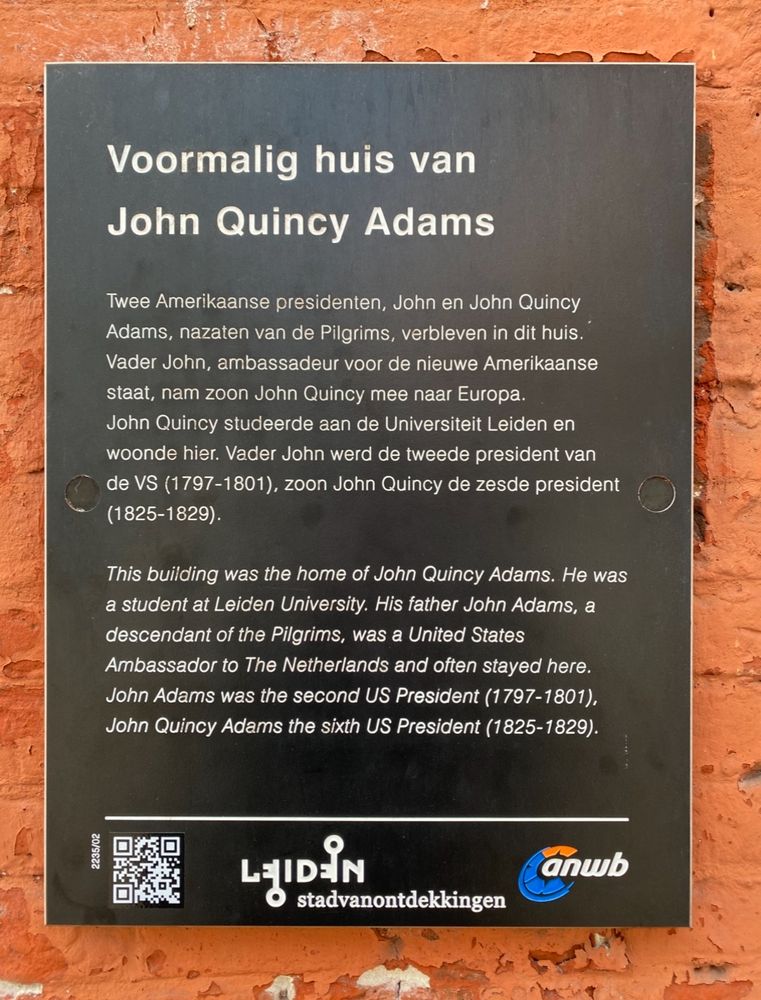 Voormalig huis van
John Quincy Adams
Twee Amerikaanse presidenten, John en John Quincy
Adams, nazaten van de Pilgrims, verbleven in dit huis.
Vader John, ambassadeur voor de nieuwe Amerikaanse
staat, nam zoon John Quincy mee naar Europa.
John Quincy studeerde aan de Universiteit Leiden en
woonde hier. Vader John werd de tweede president van
de VS (1797-1801), zoon John Quincy de zesde president
(1825-1829).
This building was the home of John Quincy Adams. He was
a student at Leiden University. His father John Adams, a
descendant of the Pilgrims, was a United States
Ambassador to The Netherlands and often stayed here.
John Adams was the second US President (1797-1801),
John Quincy Adams the sixth US President (1825-1829).
2235/02
LEIDEN
stadvanontdekkingen
anwb